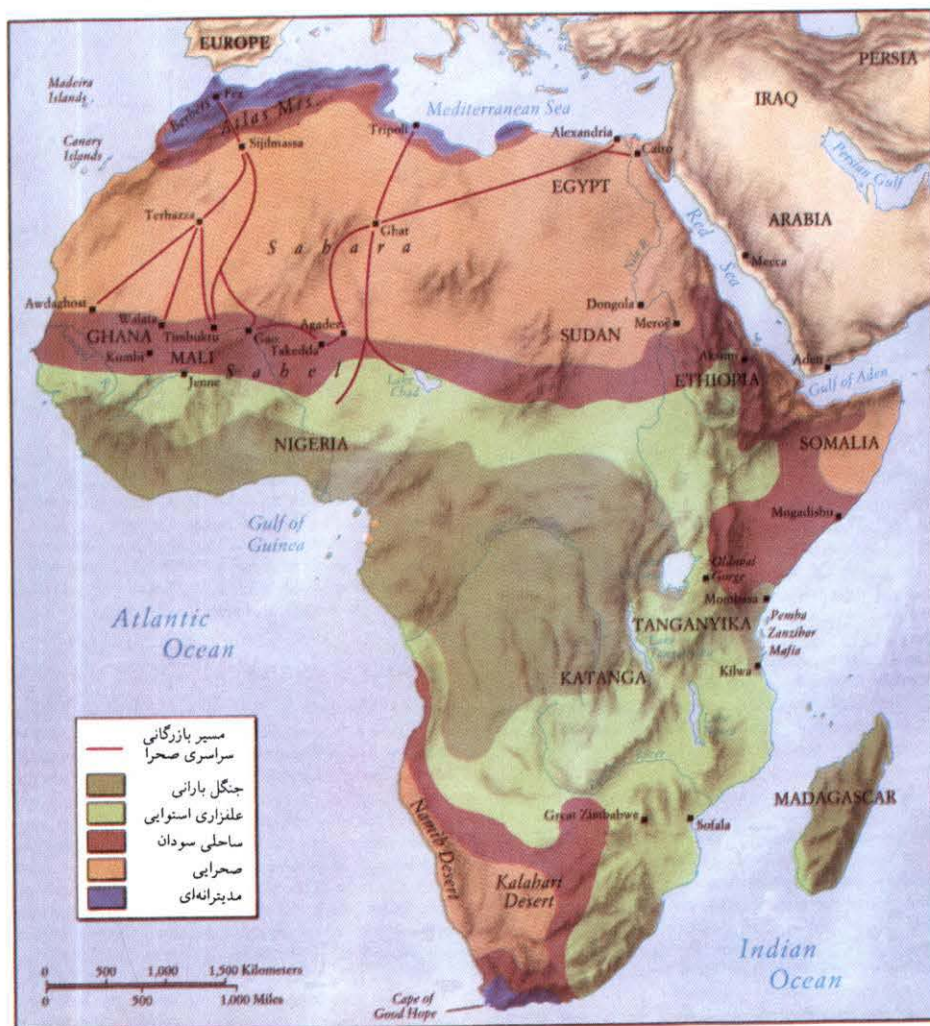 EUROPE
PERSIA
Madeira
Islands
Berbers
Fez
Atlas Mts.
Mediterranean Sea
IRAQ
Canary
Islands
Sijilmassa
Tripoli
Alexandria
Cairo
Persian Gulf
EGYPT
Terhazza
Ghat
ARABIA
Sahara
Red
Sea
Mecca
Nile R.
Awdaghost
Walata
Agades
Dongola
GHANA
Timbuktu
Gao
SUDAN
Meroë
Kumbi
MALI
Takedda
Aksum
Aden
Jenne
Sahel
Lake
Chad
ETHIOPIA
Gulf of Aden
NIGERIA
SOMALIA
Mogadishu
Gulf of
Guinea
Olduvai
Gorge
Mombasa
Atlantic
Ocean
TANGANYIKA
Pemba
Zanzibar
Mafia
Lake
KATANGA
Kilwa
مسیر بازرگانی
سراسری صحرا
جنگل بارانی
علفزاری استوایی
ساحلی سودان
صحرایی
مدیترانه‌ای
MADAGASCAR
Great Zimbabwe
Sofala
Namib Desert
Kalahari
Desert
Indian
Ocean
0 500 1,000 1,500 Kilometers
0 500 1,000 Miles
Cape of
Good Hope